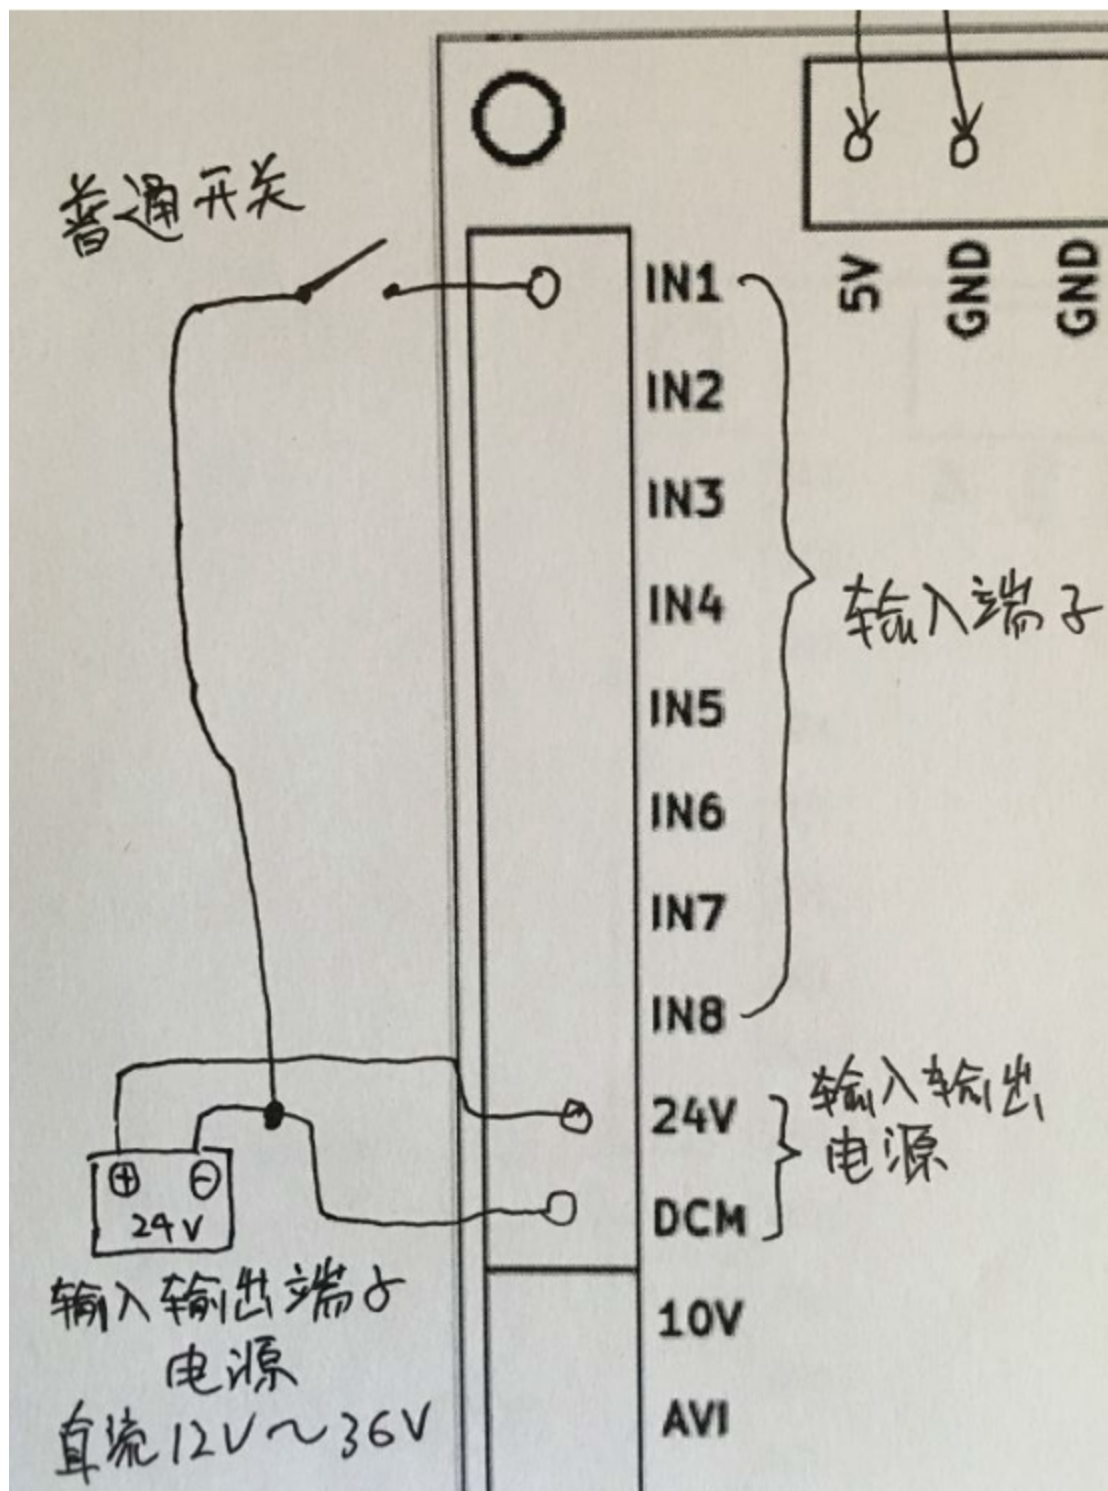 普通开关
5V
GND
GND
IN1
IN2
IN3
IN4
IN5
IN6
IN7
IN8
输入端子
24V
DCM
输入输出
电源
10V
AVI
+
-
24V
输入输出端子
电源
直流12V～36V